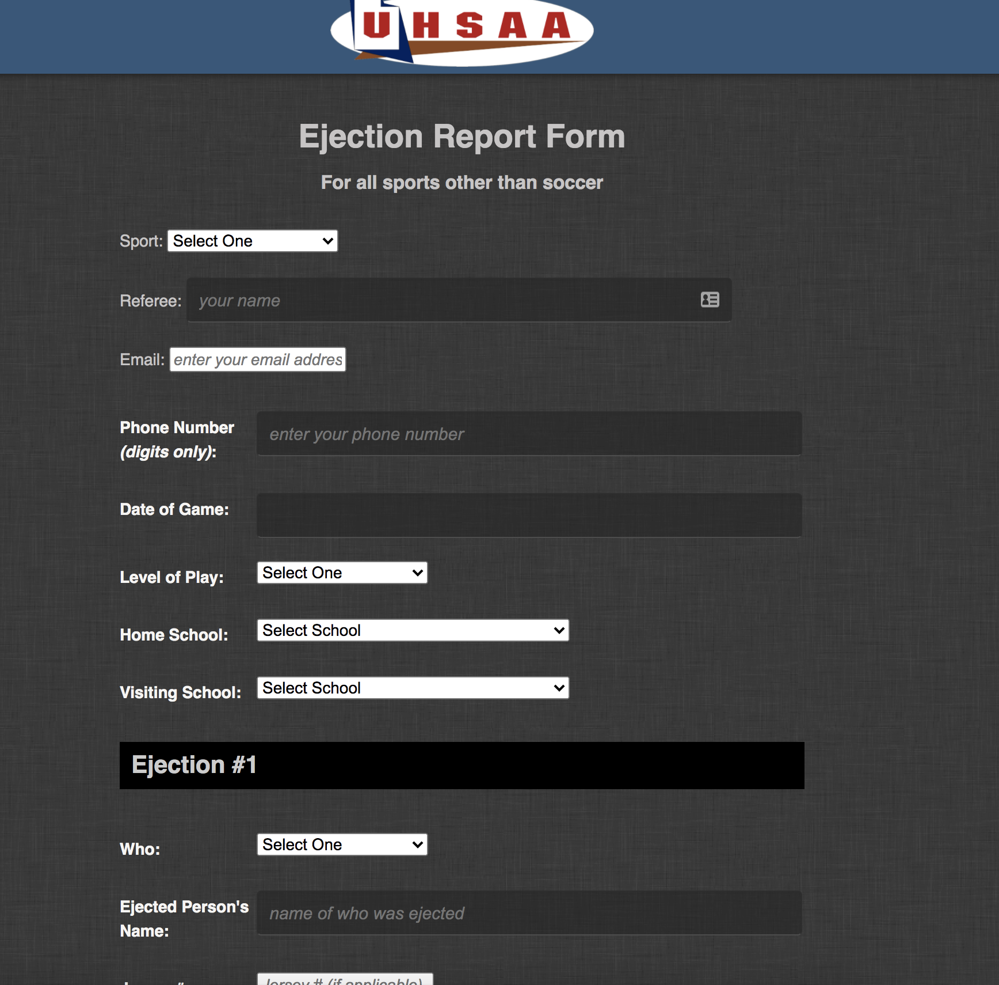 UHSAA
Ejection Report Form
For all sports other than soccer
Sport: Select One
Referee: your name
Email: enter your email addres
Phone Number enter your phone number
(digits only):
Date of Game:
Level of Play: Select One
Home School: Select School
Visiting School: Select School
Ejection #1
Who: Select One
Ejected Person's name of who was ejected
Name:
Jersey # (if applicable)